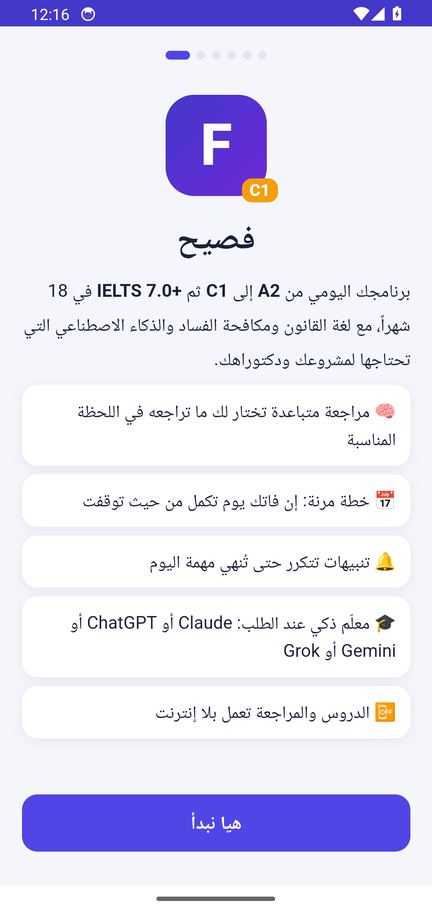 12:16
F
C1
فصيح
برنامجك اليومي من A2 إلى C1 ثم IELTS 7.0+ في 18
شهراً، مع لغة القانون ومكافحة الفساد والذكاء الاصطناعي التي
تحتاجها لمشروعك ودكتوراهك.
🧠 مراجعة متباعدة تختار لك ما تراجعه في اللحظة
المناسبة
📅 خطة مرنة: إن فاتك يوم تكمل من حيث توقفت
🔔 تنبيهات تتكرر حتى تُنهي مهمة اليوم
🎓 معلّم ذكي عند الطلب: Claude أو ChatGPT أو
Gemini أو Grok
📴 الدروس والمراجعة تعمل بلا إنترنت
هيا نبدأ